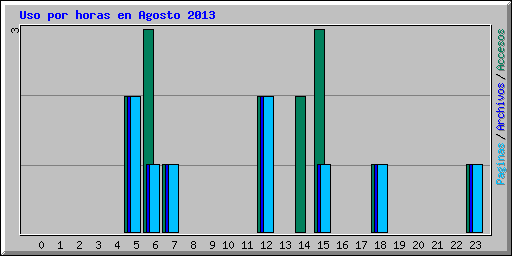 Uso por horas en Agosto 2013
3
Paginas / Archivos / Accesos
0 1 2 3 4 5 6 7 8 9 10 11 12 13 14 15 16 17 18 19 20 21 22 23